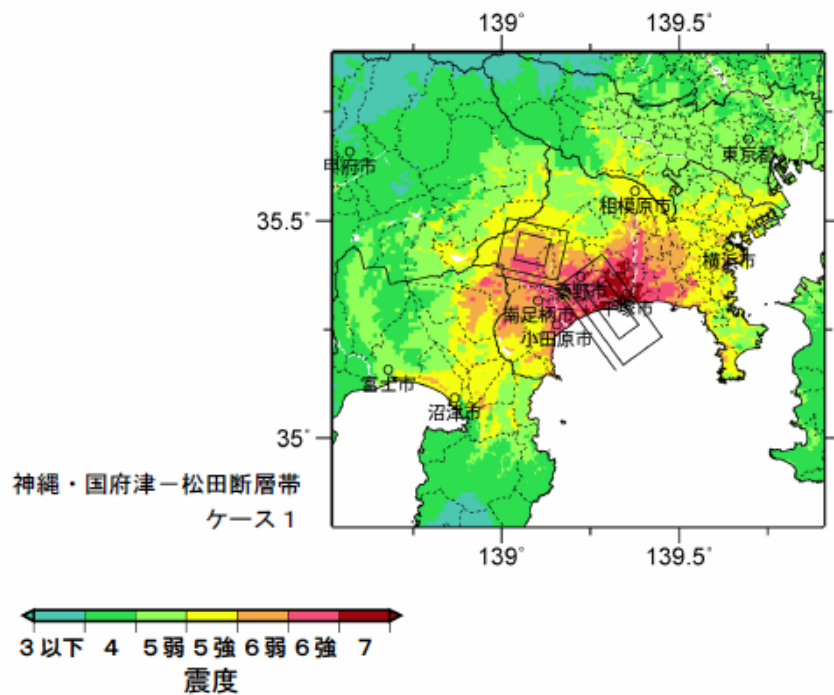 139°
139.5°
東京都
甲府市
相模原市
35.5°
横浜市
秦野市
南足柄市
平塚市
小田原市
富士市
沼津市
35°
神縄・国府津－松田断層帯
ケース1
139°
139.5°
3以下 4 5弱 5強 6弱 6強 7
震度